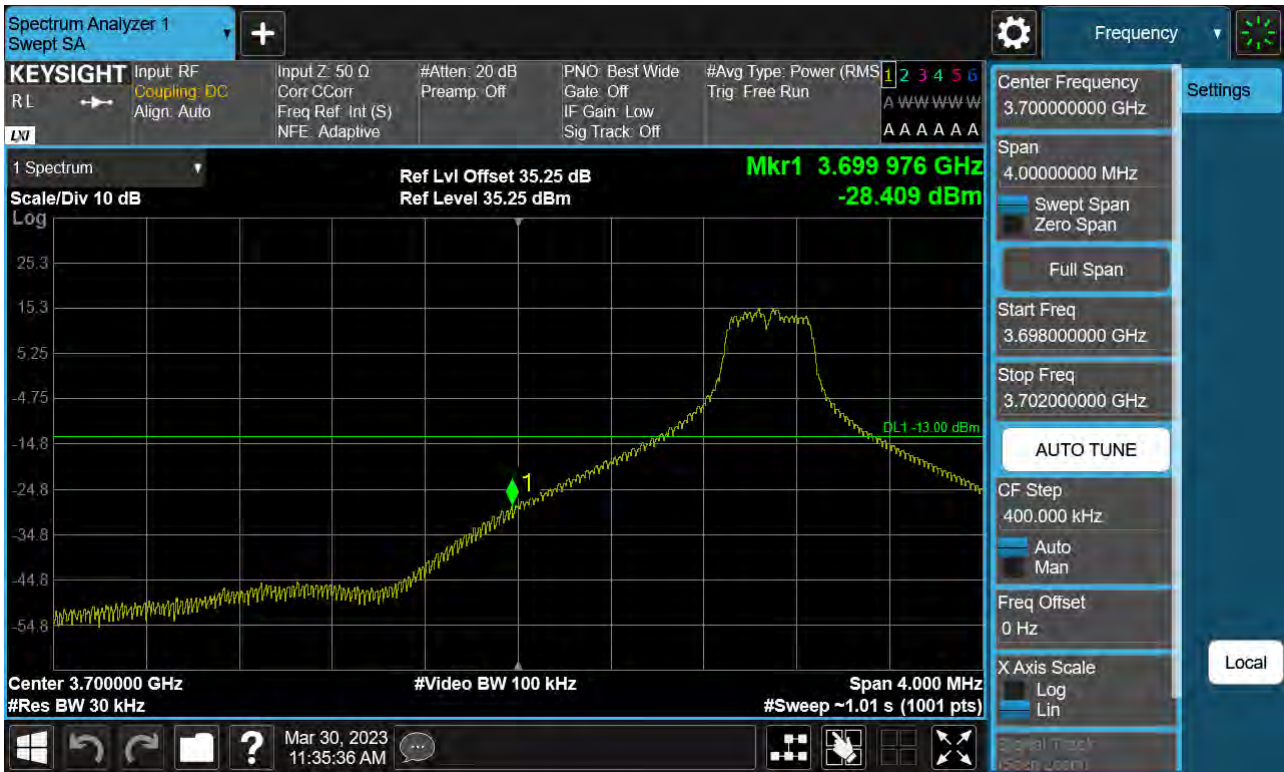 Spectrum Analyzer 1
Swept SA
+
Frequency
KEYSIGHT
RL
LXI
Input: RF
Coupling: DC
Align: Auto
Input Z: 50 Ω
Corr CCorr
Freq Ref: Int (S)
NFE: Adaptive
#Atten: 20 dB
Preamp: Off
PNO: Best Wide
Gate: Off
IF Gain: Low
Sig Track: Off
#Avg Type: Power (RMS
Trig: Free Run
1 2 3 4 5 6
A W W W W W
A A A A A A
1 Spectrum
Scale/Div 10 dB
Log
Ref Lvl Offset 35.25 dB
Ref Level 35.25 dBm
Mkr1 3.699 976 GHz
-28.409 dBm
25.3
15.3
5.25
-4.75
-14.8
-24.8
-34.8
-44.8
-54.8
DL1 -13.00 dBm
1
Center 3.700000 GHz
#Res BW 30 kHz
#Video BW 100 kHz
Span 4.000 MHz
#Sweep ~1.01 s (1001 pts)
Center Frequency
3.700000000 GHz
Span
4.00000000 MHz
Swept Span
Zero Span
Full Span
Start Freq
3.698000000 GHz
Stop Freq
3.702000000 GHz
AUTO TUNE
CF Step
400.000 kHz
Auto
Man
Freq Offset
0 Hz
X Axis Scale
Log
Lin
Signal Track
(Span Zoom)
Settings
Local
?
Mar 30, 2023
11:35:36 AM